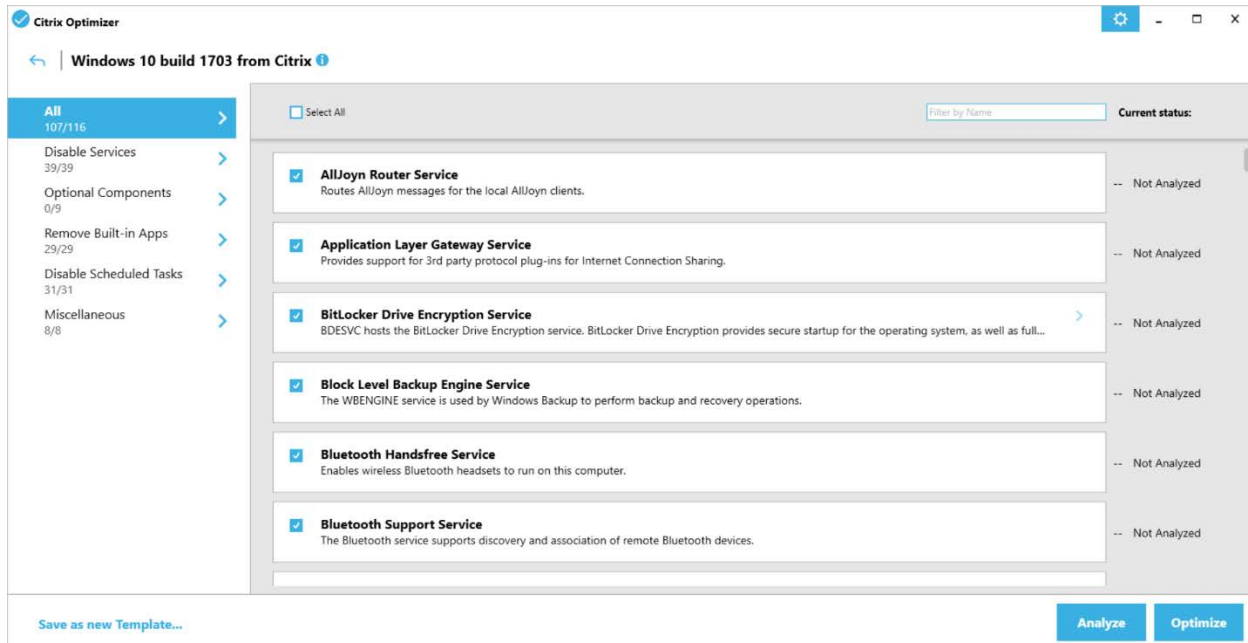 Citrix Optimizer
Windows 10 build 1703 from Citrix
All
107/116
Disable Services
39/39
Optional Components
0/9
Remove Built-in Apps
29/29
Disable Scheduled Tasks
31/31
Miscellaneous
8/8
Select All
Filter by Name
Current status:
AllJoyn Router Service
Routes AllJoyn messages for the local AllJoyn clients.
-- Not Analyzed
Application Layer Gateway Service
Provides support for 3rd party protocol plug-ins for Internet Connection Sharing.
-- Not Analyzed
BitLocker Drive Encryption Service
BDESVC hosts the BitLocker Drive Encryption service. BitLocker Drive Encryption provides secure startup for the operating system, as well as full...
-- Not Analyzed
Block Level Backup Engine Service
The WBENGINE service is used by Windows Backup to perform backup and recovery operations.
-- Not Analyzed
Bluetooth Handsfree Service
Enables wireless Bluetooth headsets to run on this computer.
-- Not Analyzed
Bluetooth Support Service
The Bluetooth service supports discovery and association of remote Bluetooth devices.
-- Not Analyzed
Save as new Template...
Analyze
Optimize